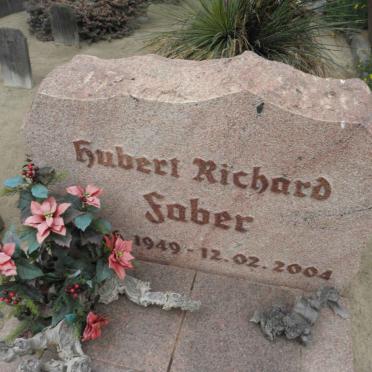 Hubert Richard
Faber
1949 - 12.02.2004